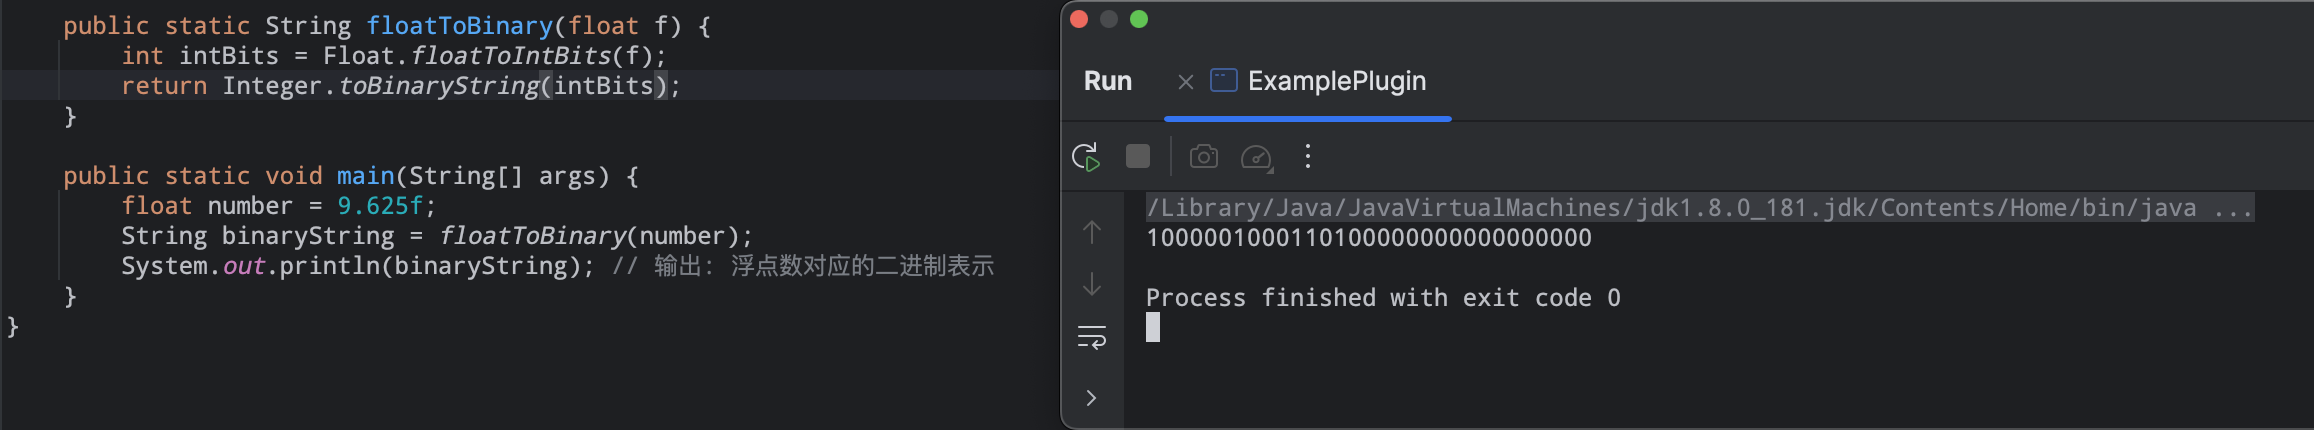 public static String floatToBinary(float f) {
int intBits = Float.floatToIntBits(f);
return Integer.toBinaryString(intBits);
}
public static void main(String[] args) {
float number = 9.625f;
String binaryString = floatToBinary(number);
System.out.println(binaryString); // 输出: 浮点数对应的二进制表示
}
}
Run
ExamplePlugin
/Library/Java/JavaVirtualMachines/jdk1.8.0_181.jdk/Contents/Home/bin/java ...
1000001000110100000000000000000
Process finished with exit code 0